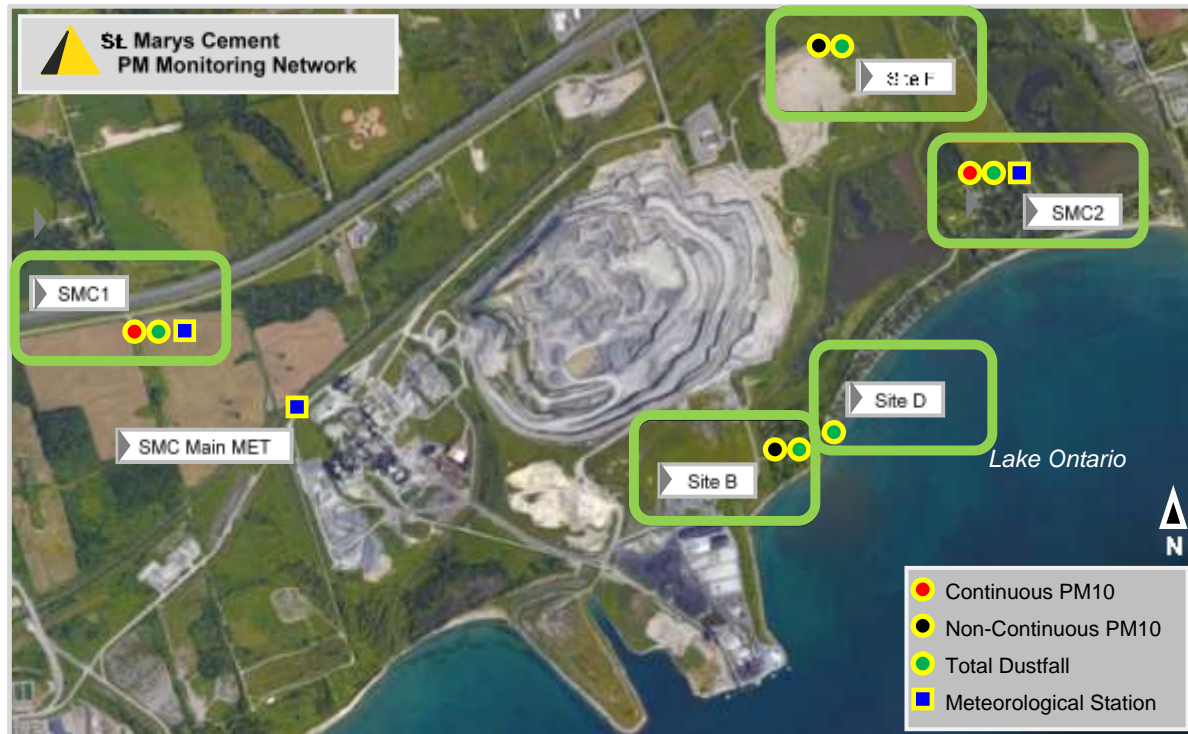 St. Marys Cement
PM Monitoring Network
Site F
SMC2
SMC1
Site D
SMC Main MET
Site B
Lake Ontario
N
Continuous PM10
Non-Continuous PM10
Total Dustfall
Meteorological Station